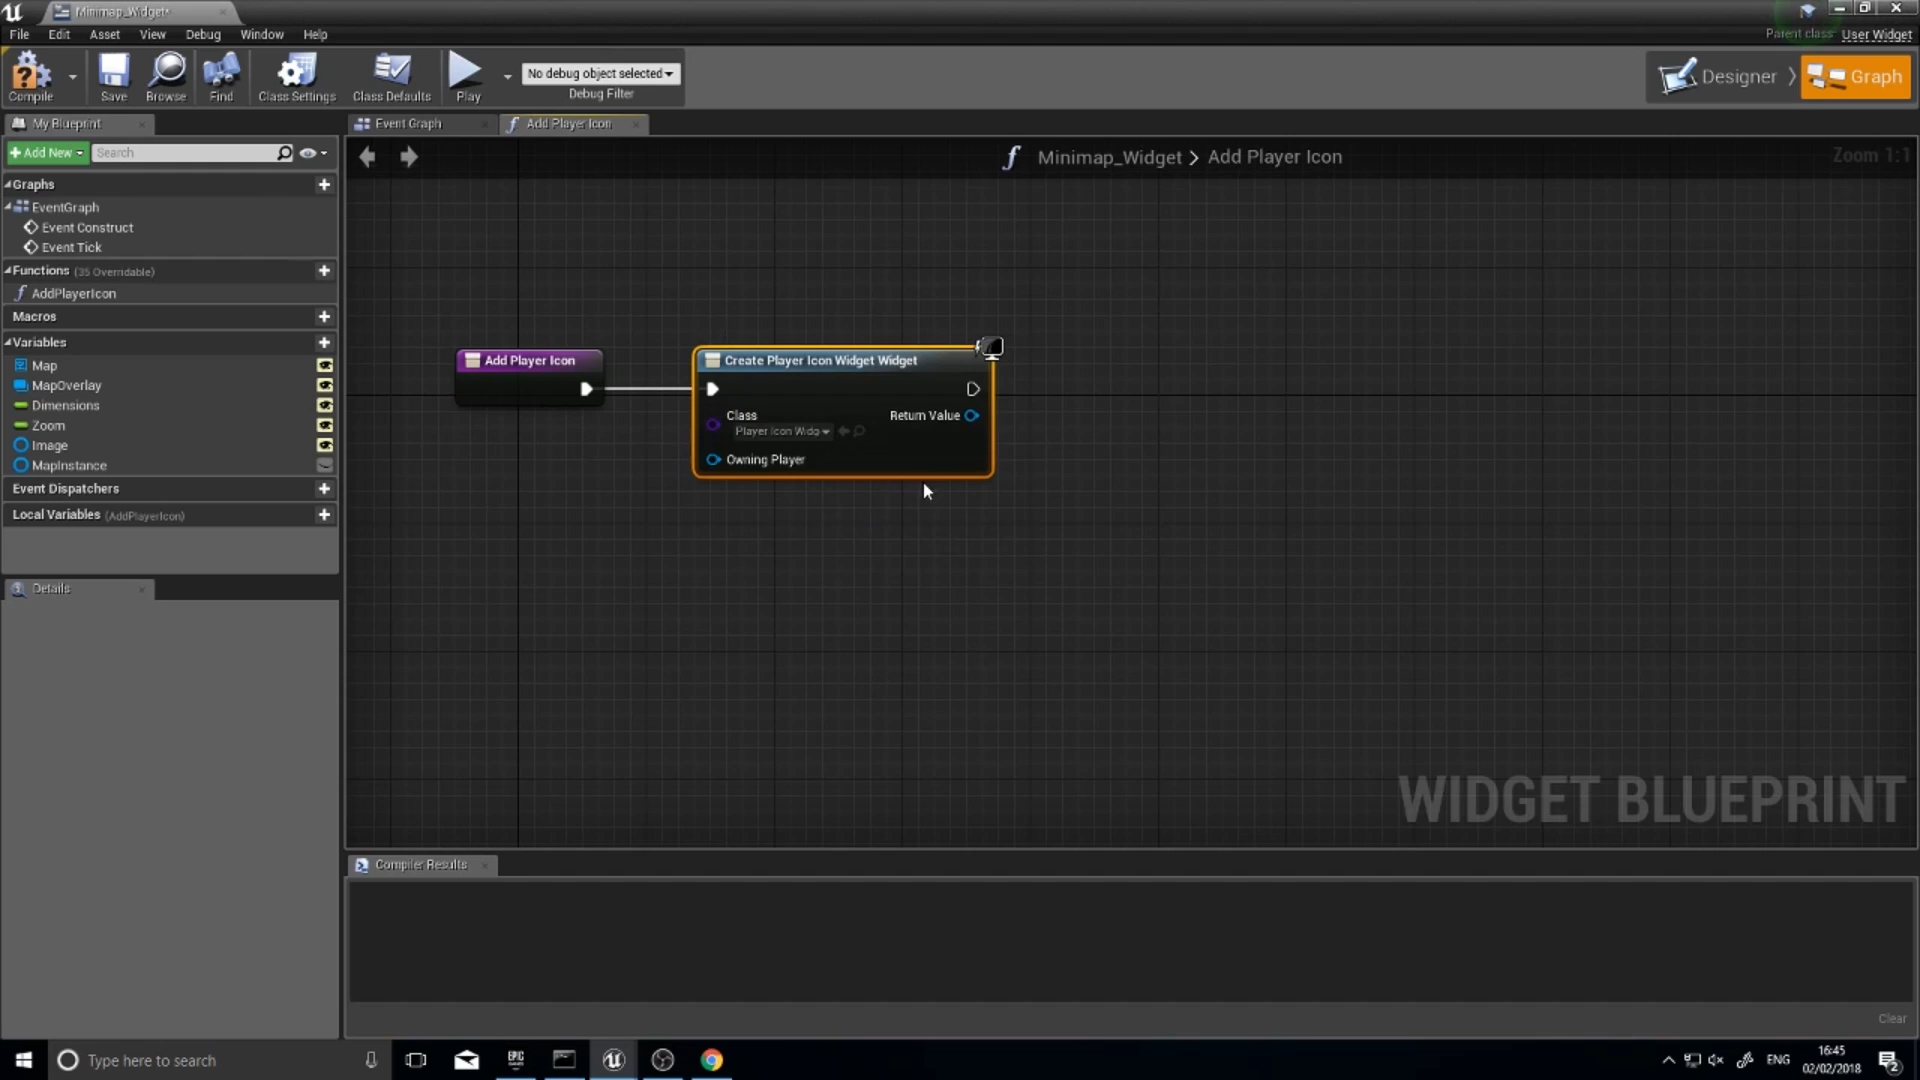 Minimap_Widget*
File Edit Asset View Debug Window Help
Parent class: User Widget
Compile Save Browse Find Class Settings Class Defaults Play
No debug object selected
Debug Filter
Designer Graph
My Blueprint
Event Graph
Add Player Icon
+ Add New
Search
Minimap_Widget > Add Player Icon
Zoom 1:1
Graphs
EventGraph
Event Construct
Event Tick
Functions (35 Overridable)
AddPlayerIcon
Macros
Variables
Map
MapOverlay
Dimensions
Zoom
Image
MapInstance
Event Dispatchers
Local Variables (AddPlayerIcon)
Details
Add Player Icon
Create Player Icon Widget Widget
Class
Player Icon Widg
Return Value
Owning Player
WIDGET BLUEPRINT
Compiler Results
Clear
Type here to search
EPIC
ENG
16:45
02/02/2018
2